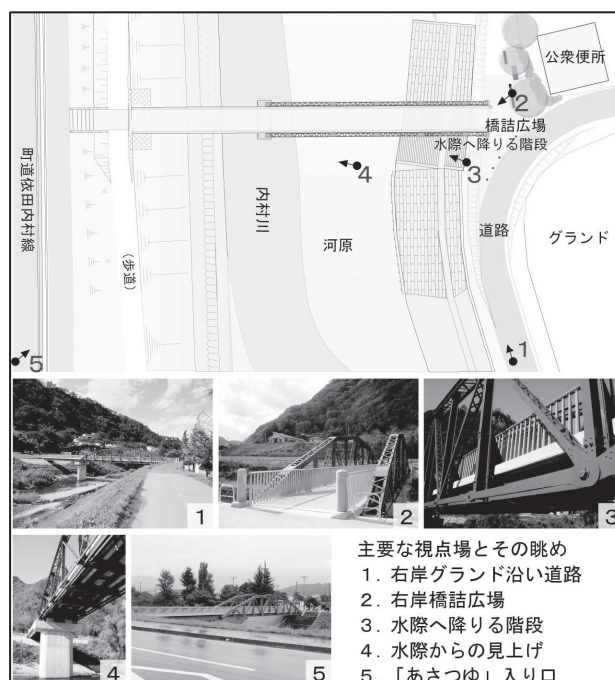 公衆便所
2
橋詰広場
水際へ降りる階段
3
4
町道依田内村線
(歩道)
内村川
河原
道路
グランド
5
1
1
2
3
4
5
主要な視点場とその眺め
1. 右岸グランド沿い道路
2. 右岸橋詰広場
3. 水際へ降りる階段
4. 水際からの見上げ
5. 「あさつゆ」入り口